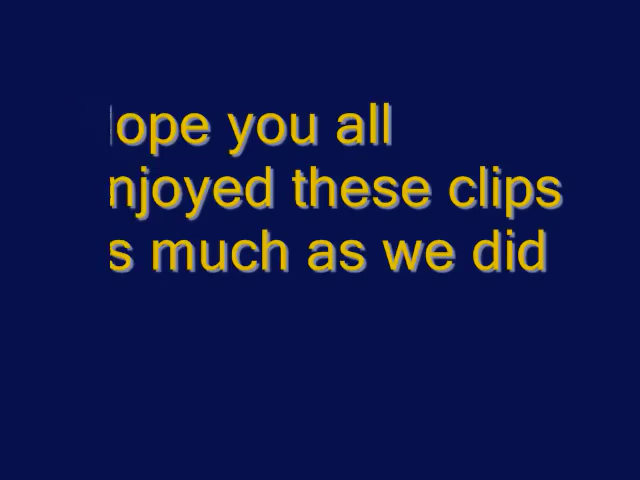 ope you all
njoyed these clips
s much as we did